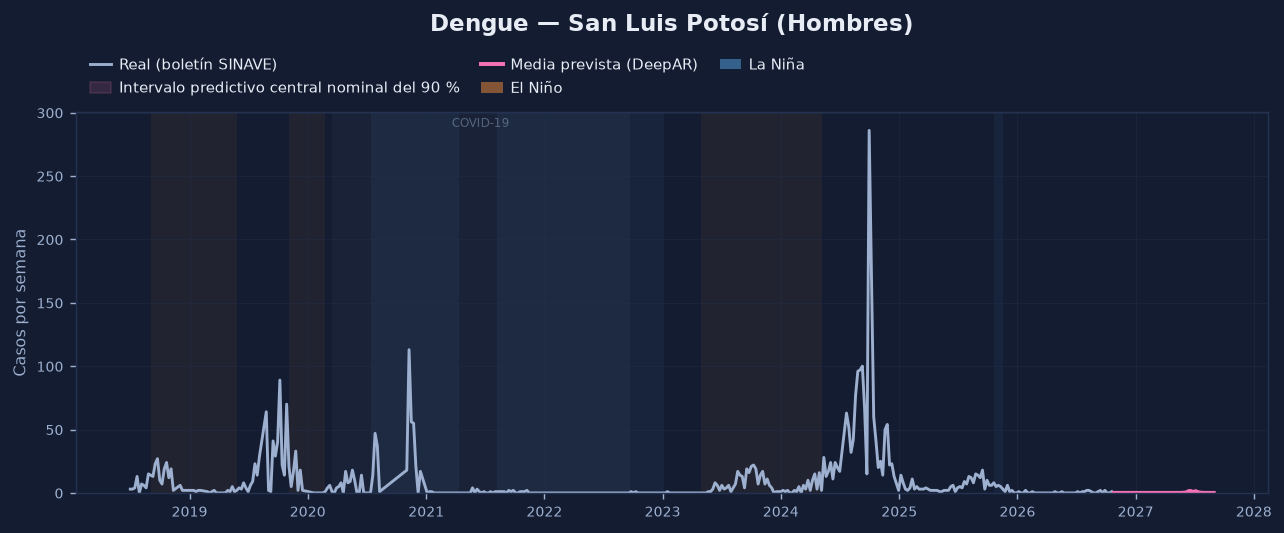 Dengue — San Luis Potosí (Hombres)
Real (boletín SINAVE)
Media prevista (DeepAR)
La Niña
Intervalo predictivo central nominal del 90 %
El Niño
COVID-19
Casos por semana
300
250
200
150
100
50
0
2019 2020 2021 2022 2023 2024 2025 2026 2027 2028